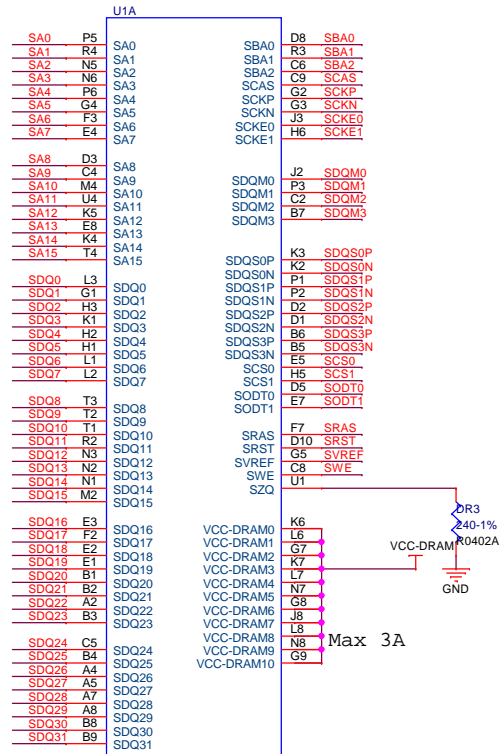 U1A
SA0 P5 SA0
SA1 R4 SA1
SA2 N5 SA2
SA3 N6 SA3
SA4 P6 SA4
SA5 G4 SA5
SA6 F3 SA6
SA7 E4 SA7
SA8 D3 SA8
SA9 C4 SA9
SA10 M4 SA10
SA11 U4 SA11
SA12 K5 SA12
SA13 E8 SA13
SA14 K4 SA14
SA15 T4 SA15
SDQ0 L3 SDQ0
SDQ1 G1 SDQ1
SDQ2 H3 SDQ2
SDQ3 K1 SDQ3
SDQ4 H2 SDQ4
SDQ5 H1 SDQ5
SDQ6 L1 SDQ6
SDQ7 L2 SDQ7
SDQ8 T3 SDQ8
SDQ9 T2 SDQ9
SDQ10 T1 SDQ10
SDQ11 R2 SDQ11
SDQ12 N3 SDQ12
SDQ13 N2 SDQ13
SDQ14 N1 SDQ14
SDQ15 M2 SDQ15
SDQ16 E3 SDQ16
SDQ17 F2 SDQ17
SDQ18 E2 SDQ18
SDQ19 E1 SDQ19
SDQ20 B1 SDQ20
SDQ21 B2 SDQ21
SDQ22 A2 SDQ22
SDQ23 B3 SDQ23
SDQ24 C5 SDQ24
SDQ25 B4 SDQ25
SDQ26 A4 SDQ26
SDQ27 A5 SDQ27
SDQ28 A7 SDQ28
SDQ29 A8 SDQ29
SDQ30 B8 SDQ30
SDQ31 B9 SDQ31
SBA0 D8 SBA0
SBA1 R3 SBA1
SBA2 C6 SBA2
SCAS C9 SCAS
SCKP G2 SCKP
SCKN G3 SCKN
SCKE0 J3 SCKE0
SCKE1 H6 SCKE1
SDQM0 J2 SDQM0
SDQM1 P3 SDQM1
SDQM2 C2 SDQM2
SDQM3 B7 SDQM3
SDQS0P K3 SDQS0P
SDQS0N K2 SDQS0N
SDQS1P P1 SDQS1P
SDQS1N P2 SDQS1N
SDQS2P D2 SDQS2P
SDQS2N D1 SDQS2N
SDQS3P B6 SDQS3P
SDQS3N B5 SDQS3N
SCS0 E5 SCS0
SCS1 H5 SCS1
SODT0 D5 SODT0
SODT1 E7 SODT1
SRAS F7 SRAS
SRST D10 SRST
SVREF G5 SVREF
SWE C8 SWE
SZQ U1
DR3
240-1%
R0402A
GND
VCC-DRAM
VCC-DRAM0 K6
VCC-DRAM1 L6
VCC-DRAM2 G7
VCC-DRAM3 K7
VCC-DRAM4 L7
VCC-DRAM5 N7
VCC-DRAM6 G8
VCC-DRAM7 J8
VCC-DRAM8 L8
VCC-DRAM9 N8
VCC-DRAM10 G9
Max 3A